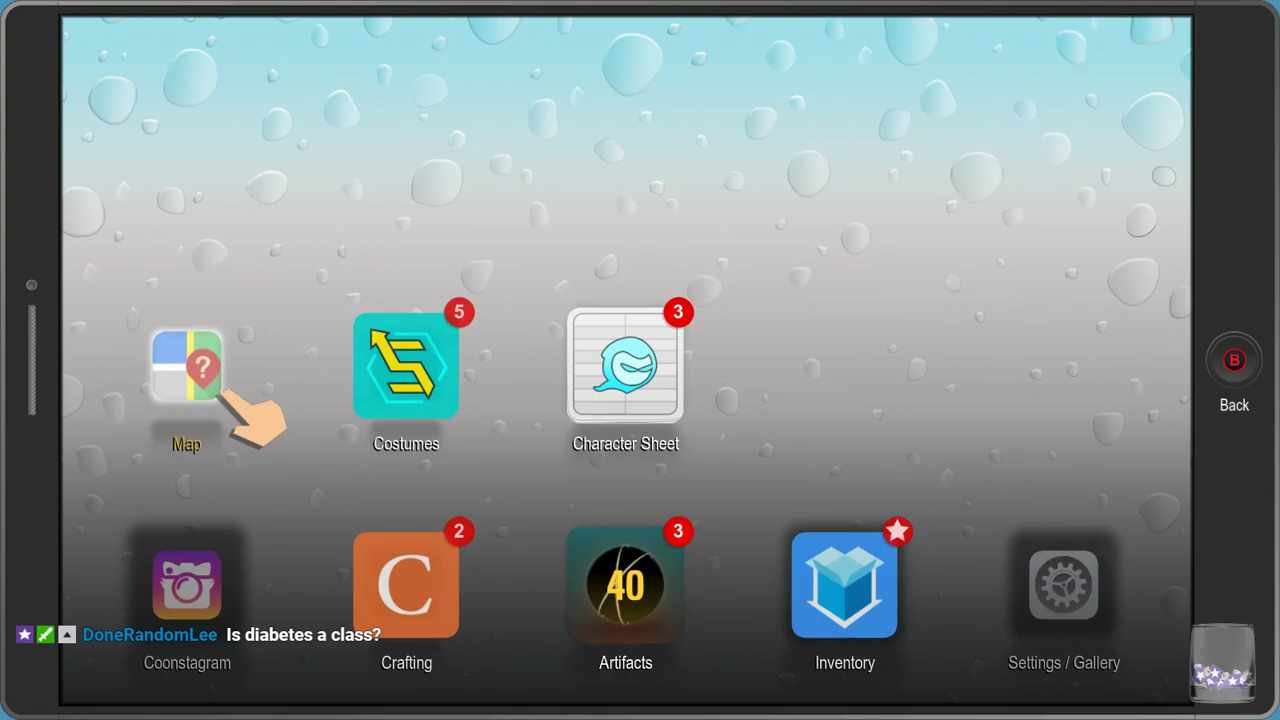 5
3
?
B
Back
Map
Costumes
Character Sheet
2
3
C
40
DoneRandomLee Is diabetes a class?
Coonstagram
Crafting
Artifacts
Inventory
Settings / Gallery